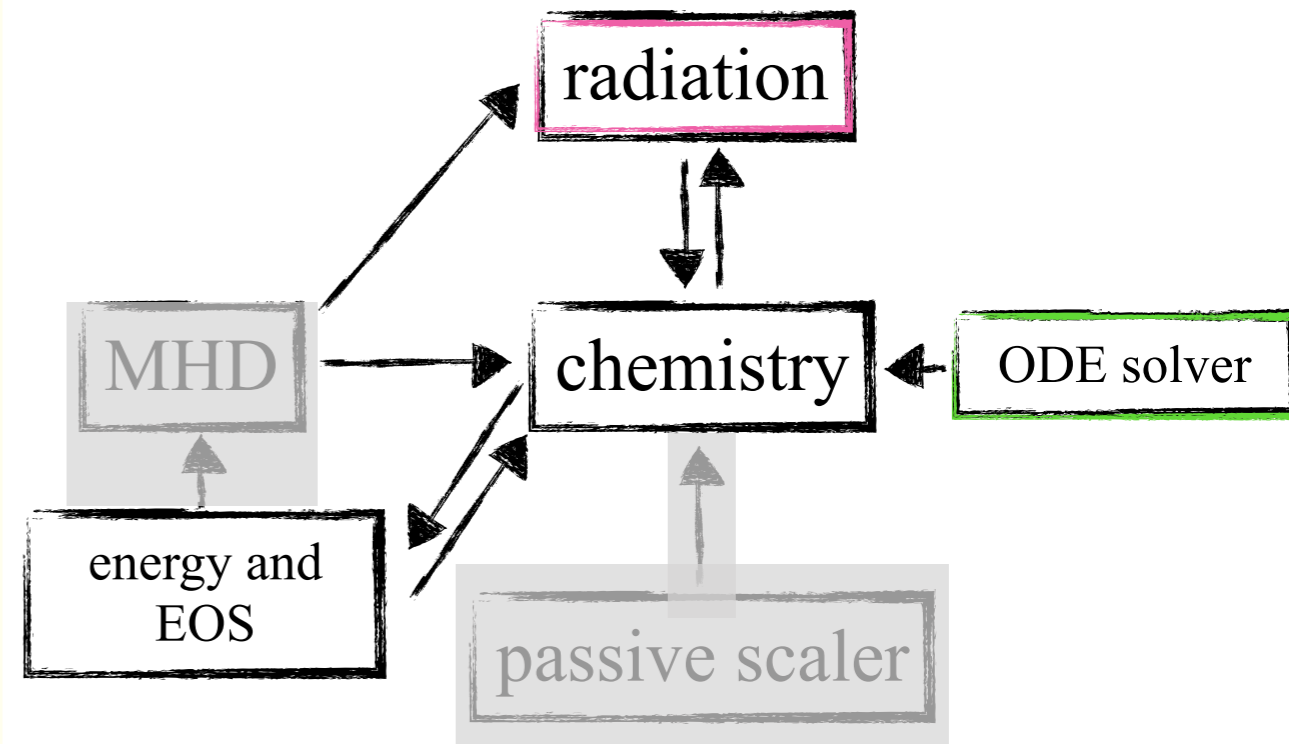 radiation
MHD
chemistry
ODE solver
energy and
EOS
passive scaler